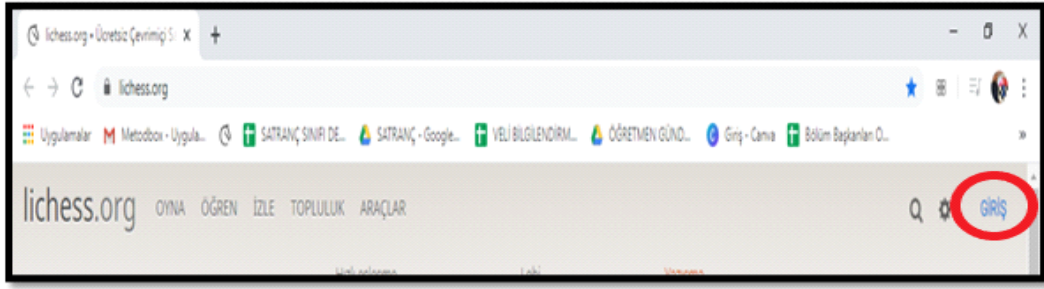 lichess.org • Ücretsiz Çevrimiçi S
lichess.org
Uygulamalar Metodbox - Uygula... SATRANÇ SINIFI DE... SATRANÇ - Google... VELİ BİLGİLENDİRM... ÖĞRETMEN GÜND... Giriş - Canva Bölüm Başkanları O...
lichess.org OYNA ÖĞREN İZLE TOPLULUK ARAÇLAR GİRİŞ